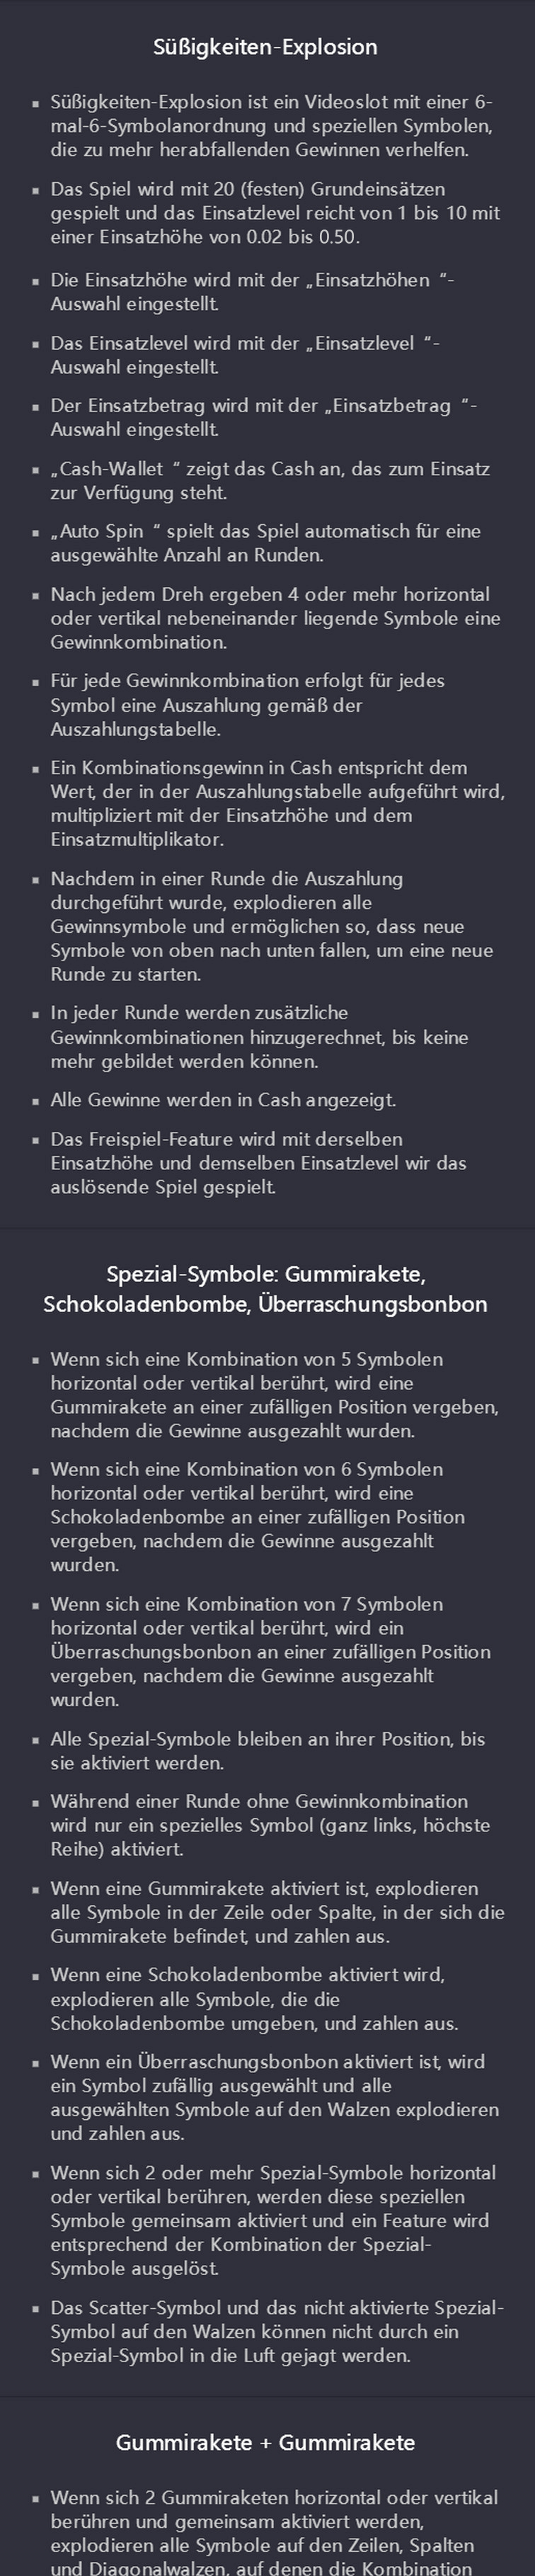 Süßigkeiten-Explosion
▪ Süßigkeiten-Explosion ist ein Videoslot mit einer 6-
mal-6-Symbolanordnung und speziellen Symbolen,
die zu mehr herabfallenden Gewinnen verhelfen.
▪ Das Spiel wird mit 20 (festen) Grundeinsätzen
gespielt und das Einsatzlevel reicht von 1 bis 10 mit
einer Einsatzhöhe von 0.02 bis 0.50.
▪ Die Einsatzhöhe wird mit der „Einsatzhöhen “-
Auswahl eingestellt.
▪ Das Einsatzlevel wird mit der „Einsatzlevel “-
Auswahl eingestellt.
▪ Der Einsatzbetrag wird mit der „Einsatzbetrag “-
Auswahl eingestellt.
▪ „Cash-Wallet “ zeigt das Cash an, das zum Einsatz
zur Verfügung steht.
▪ „Auto Spin “ spielt das Spiel automatisch für eine
ausgewählte Anzahl an Runden.
▪ Nach jedem Dreh ergeben 4 oder mehr horizontal
oder vertikal nebeneinander liegende Symbole eine
Gewinnkombination.
▪ Für jede Gewinnkombination erfolgt für jedes
Symbol eine Auszahlung gemäß der
Auszahlungstabelle.
▪ Ein Kombinationsgewinn in Cash entspricht dem
Wert, der in der Auszahlungstabelle aufgeführt wird,
multipliziert mit der Einsatzhöhe und dem
Einsatzmultiplikator.
▪ Nachdem in einer Runde die Auszahlung
durchgeführt wurde, explodieren alle
Gewinnsymbole und ermöglichen so, dass neue
Symbole von oben nach unten fallen, um eine neue
Runde zu starten.
▪ In jeder Runde werden zusätzliche
Gewinnkombinationen hinzugerechnet, bis keine
mehr gebildet werden können.
▪ Alle Gewinne werden in Cash angezeigt.
▪ Das Freispiel-Feature wird mit derselben
Einsatzhöhe und demselben Einsatzlevel wir das
auslösende Spiel gespielt.
Spezial-Symbole: Gummirakete,
Schokoladenbombe, Überraschungsbonbon
▪ Wenn sich eine Kombination von 5 Symbolen
horizontal oder vertikal berührt, wird eine
Gummirakete an einer zufälligen Position vergeben,
nachdem die Gewinne ausgezahlt wurden.
▪ Wenn sich eine Kombination von 6 Symbolen
horizontal oder vertikal berührt, wird eine
Schokoladenbombe an einer zufälligen Position
vergeben, nachdem die Gewinne ausgezahlt
wurden.
▪ Wenn sich eine Kombination von 7 Symbolen
horizontal oder vertikal berührt, wird ein
Überraschungsbonbon an einer zufälligen Position
vergeben, nachdem die Gewinne ausgezahlt
wurden.
▪ Alle Spezial-Symbole bleiben an ihrer Position, bis
sie aktiviert werden.
▪ Während einer Runde ohne Gewinnkombination
wird nur ein spezielles Symbol (ganz links, höchste
Reihe) aktiviert.
▪ Wenn eine Gummirakete aktiviert ist, explodieren
alle Symbole in der Zeile oder Spalte, in der sich die
Gummirakete befindet, und zahlen aus.
▪ Wenn eine Schokoladenbombe aktiviert wird,
explodieren alle Symbole, die die
Schokoladenbombe umgeben, und zahlen aus.
▪ Wenn ein Überraschungsbonbon aktiviert ist, wird
ein Symbol zufällig ausgewählt und alle
ausgewählten Symbole auf den Walzen explodieren
und zahlen aus.
▪ Wenn sich 2 oder mehr Spezial-Symbole horizontal
oder vertikal berühren, werden diese speziellen
Symbole gemeinsam aktiviert und ein Feature wird
entsprechend der Kombination der Spezial-
Symbole ausgelöst.
▪ Das Scatter-Symbol und das nicht aktivierte Spezial-
Symbol auf den Walzen können nicht durch ein
Spezial-Symbol in die Luft gejagt werden.
Gummirakete + Gummirakete
▪ Wenn sich 2 Gummiraketen horizontal oder vertikal
berühren und gemeinsam aktiviert werden,
explodieren alle Symbole auf den Zeilen, Spalten
und Diagonalwalzen, auf denen die Kombination